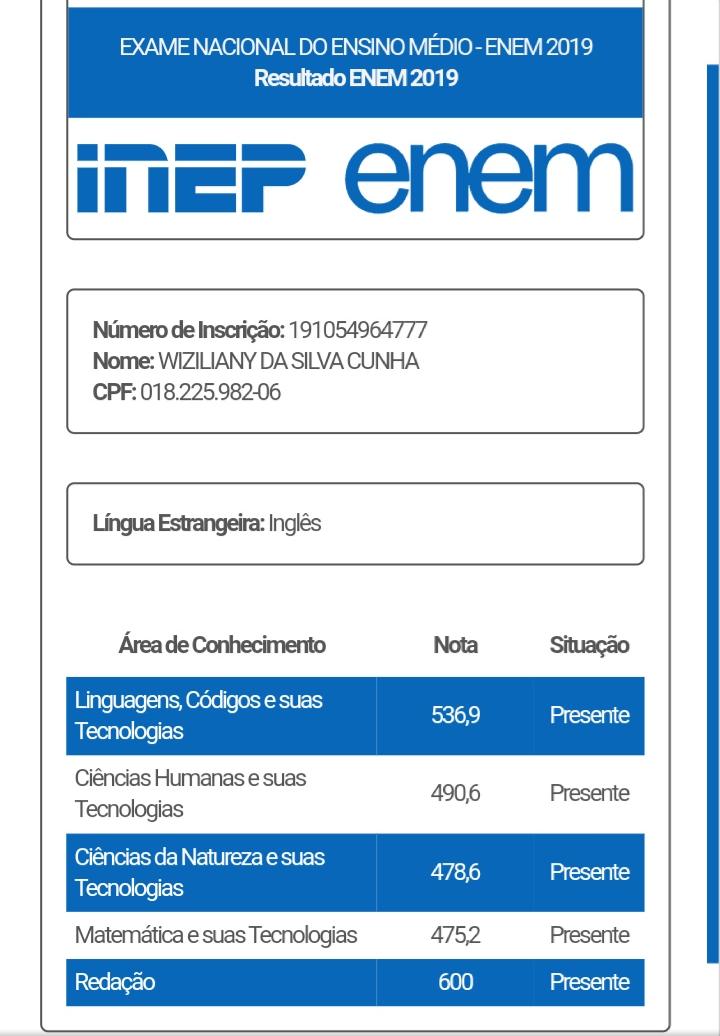 EXAME NACIONAL DO ENSINO MÉDIO - ENEM 2019
Resultado ENEM 2019
inep enem
Número de Inscrição: 191054964777
Nome: WIZILIANY DA SILVA CUNHA
CPF: 018.225.982-06
Língua Estrangeira: Inglês
Área de Conhecimento Nota Situação
Linguagens, Códigos e suas
Tecnologias 536,9 Presente
Ciências Humanas e suas
Tecnologias 490,6 Presente
Ciências da Natureza e suas
Tecnologias 478,6 Presente
Matemática e suas Tecnologias 475,2 Presente
Redação 600 Presente